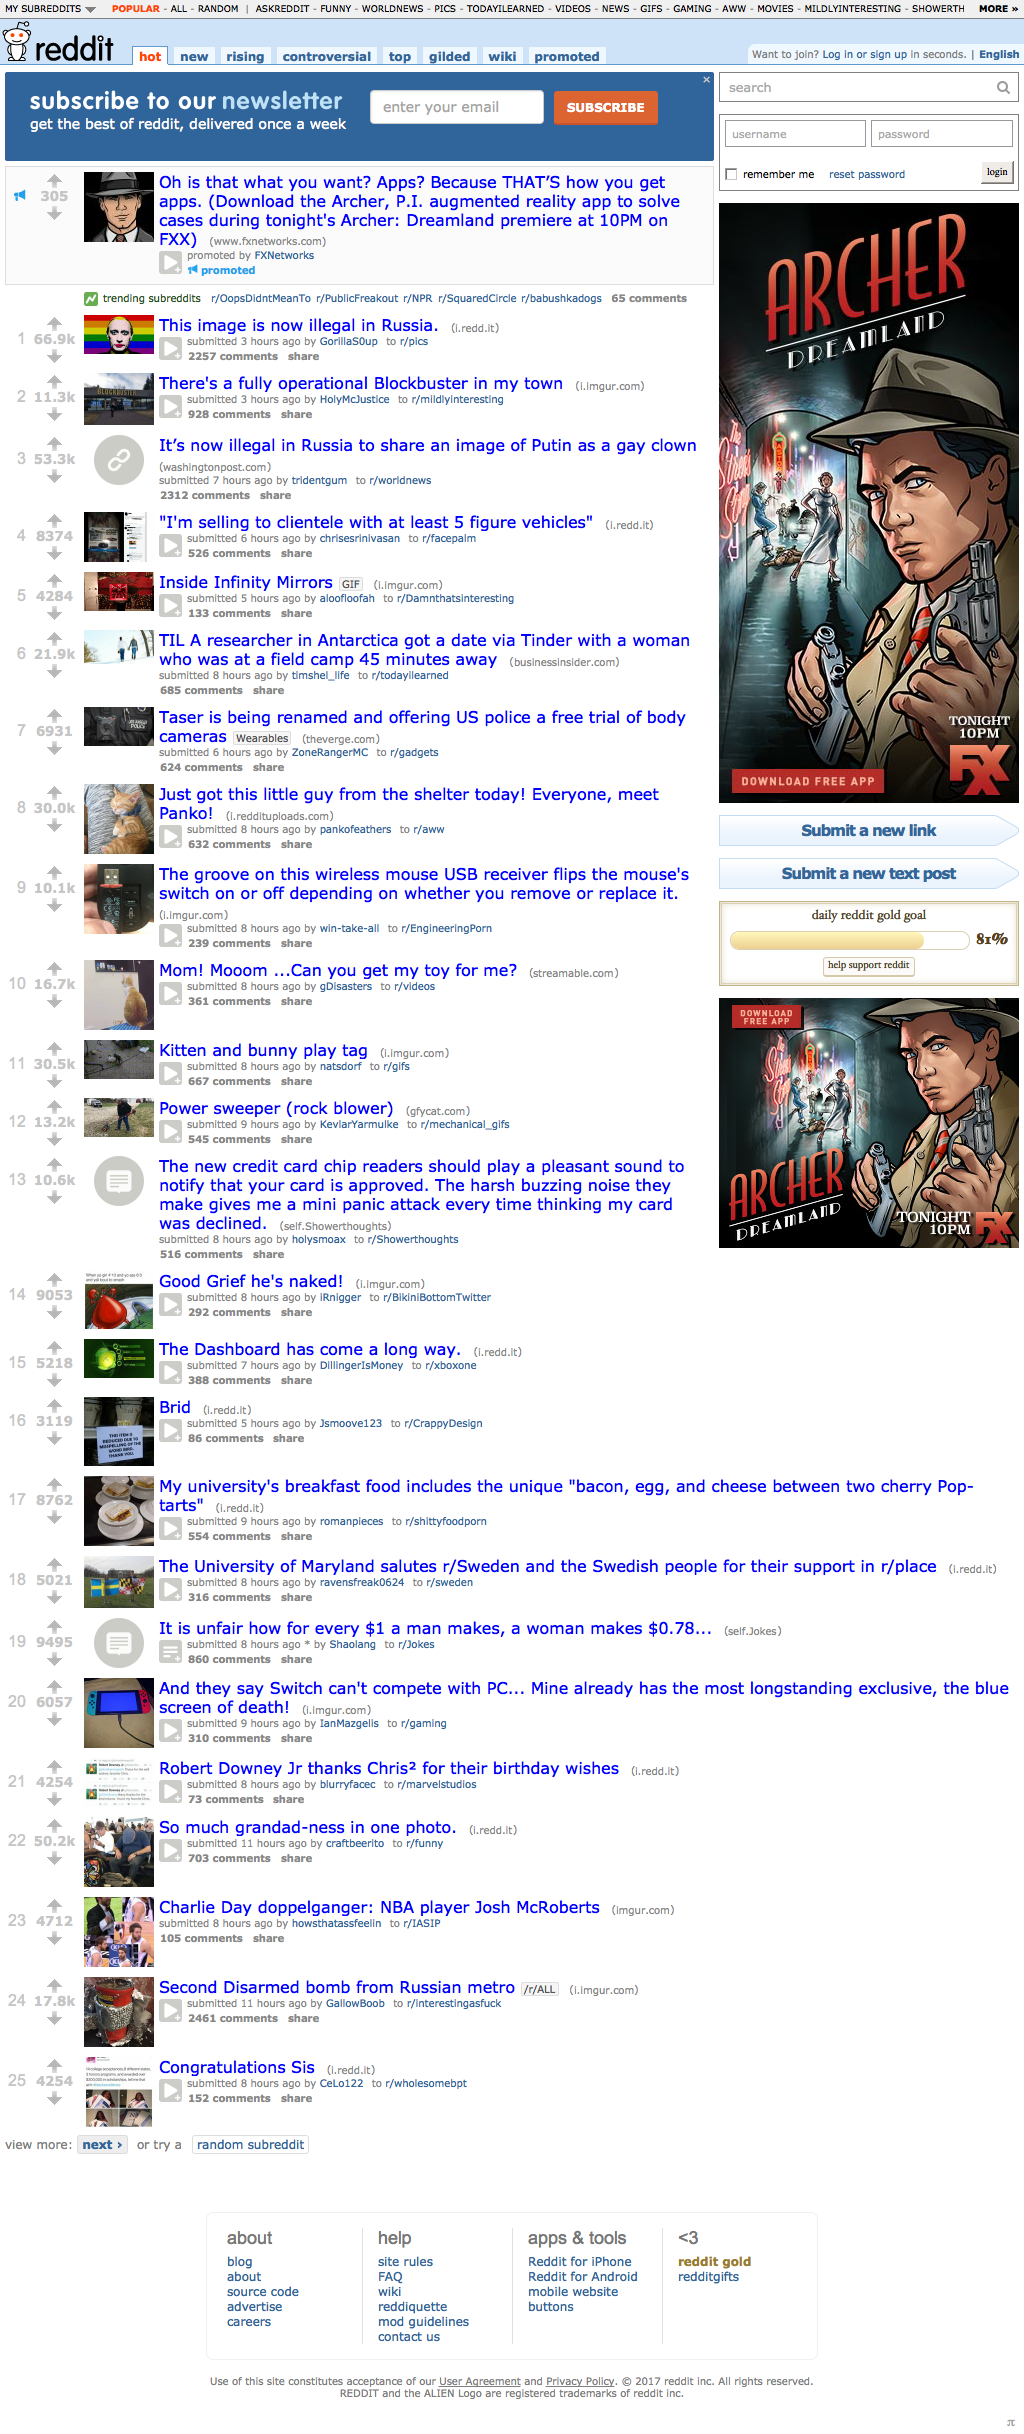 MY SUBREDDITS POPULAR - ALL - RANDOM | ASKREDDIT - FUNNY - WORLDNEWS - PICS - TODAYILEARNED - VIDEOS - NEWS - GIFS - GAMING - AWW - MOVIES - MILDLYINTERESTING - SHOWERTH MORE »
reddit hot new rising controversial top gilded wiki promoted
Want to join? Log in or sign up in seconds. | English
subscribe to our newsletter
get the best of reddit, delivered once a week
enter your email SUBSCRIBE
search
username password
remember me reset password login
305
Oh is that what you want? Apps? Because THAT'S how you get
apps. (Download the Archer, P.I. augmented reality app to solve
cases during tonight's Archer: Dreamland premiere at 10PM on
FXX) (www.fxnetworks.com)
promoted by FXNetworks
promoted
trending subreddits r/OopsDidntMeanTo r/PublicFreakout r/NPR r/SquaredCircle r/babushkadogs 65 comments
1 66.9k This image is now illegal in Russia. (i.redd.it)
submitted 3 hours ago by GorillaS0up to r/pics
2257 comments share
2 11.3k There's a fully operational Blockbuster in my town (i.imgur.com)
submitted 3 hours ago by HolyMcJustice to r/mildlyinteresting
928 comments share
3 53.3k It's now illegal in Russia to share an image of Putin as a gay clown
(washingtonpost.com)
submitted 7 hours ago by tridentgum to r/worldnews
2312 comments share
4 8374 "I'm selling to clientele with at least 5 figure vehicles" (i.redd.it)
submitted 6 hours ago by chrisesrinivasan to r/facepalm
526 comments share
5 4284 Inside Infinity Mirrors GIF (i.imgur.com)
submitted 5 hours ago by aloofloofah to r/Damnthatsinteresting
133 comments share
6 21.9k TIL A researcher in Antarctica got a date via Tinder with a woman
who was at a field camp 45 minutes away (businessinsider.com)
submitted 8 hours ago by timshel_life to r/todayilearned
685 comments share
7 6931 Taser is being renamed and offering US police a free trial of body
cameras Wearables (theverge.com)
submitted 6 hours ago by ZoneRangerMC to r/gadgets
624 comments share
8 30.0k Just got this little guy from the shelter today! Everyone, meet
Panko! (i.reddituploads.com)
submitted 8 hours ago by pankofeathers to r/aww
632 comments share
9 10.1k The groove on this wireless mouse USB receiver flips the mouse's
switch on or off depending on whether you remove or replace it.
(i.imgur.com)
submitted 8 hours ago by win-take-all to r/EngineeringPorn
239 comments share
10 16.7k Mom! Mooom ...Can you get my toy for me? (streamable.com)
submitted 8 hours ago by gDisasters to r/videos
361 comments share
11 30.5k Kitten and bunny play tag (i.imgur.com)
submitted 8 hours ago by natsdorf to r/gifs
667 comments share
12 13.2k Power sweeper (rock blower) (gfycat.com)
submitted 9 hours ago by KevlarYarmulke to r/mechanical_gifs
545 comments share
13 10.6k The new credit card chip readers should play a pleasant sound to
notify that your card is approved. The harsh buzzing noise they
make gives me a mini panic attack every time thinking my card
was declined. (self.Showerthoughts)
submitted 8 hours ago by holysmoax to r/Showerthoughts
516 comments share
14 9053 Good Grief he's naked! (i.imgur.com)
submitted 8 hours ago by iRnigger to r/BikiniBottomTwitter
292 comments share
15 5218 The Dashboard has come a long way. (i.redd.it)
submitted 7 hours ago by DillingerIsMoney to r/xboxone
388 comments share
16 3119 Brid (i.redd.it)
submitted 5 hours ago by Jsmoove123 to r/CrappyDesign
86 comments share
THIS ITEM IS
REDUCED DUE TO
MISPELLING OF THE
WORD BIRD.
THANK YOU.
17 8762 My university's breakfast food includes the unique "bacon, egg, and cheese between two cherry Pop-
tarts" (i.redd.it)
submitted 9 hours ago by romanpieces to r/shittyfoodporn
554 comments share
18 5021 The University of Maryland salutes r/Sweden and the Swedish people for their support in r/place (i.redd.it)
submitted 8 hours ago by ravensfreak0624 to r/sweden
316 comments share
19 9495 It is unfair how for every $1 a man makes, a woman makes $0.78... (self.Jokes)
submitted 8 hours ago * by Shaolang to r/Jokes
860 comments share
20 6057 And they say Switch can't compete with PC... Mine already has the most longstanding exclusive, the blue
screen of death! (i.imgur.com)
submitted 9 hours ago by IanMazgelis to r/gaming
310 comments share
21 4254 Robert Downey Jr thanks Chris² for their birthday wishes (i.redd.it)
submitted 8 hours ago by blurryfacec to r/marvelstudios
73 comments share
22 50.2k So much grandad-ness in one photo. (i.redd.it)
submitted 11 hours ago by craftbeerito to r/funny
703 comments share
23 4712 Charlie Day doppelganger: NBA player Josh McRoberts (imgur.com)
submitted 8 hours ago by howsthatassfeelin to r/IASIP
105 comments share
24 17.8k Second Disarmed bomb from Russian metro /r/ALL (i.imgur.com)
submitted 11 hours ago by GallowBoob to r/interestingasfuck
2461 comments share
25 4254 Congratulations Sis (i.redd.it)
submitted 8 hours ago by CeLo122 to r/wholesomebpt
152 comments share
view more: next › or try a random subreddit
ARCHER
DREAMLAND
TONIGHT
10PM
FXX
DOWNLOAD FREE APP
Submit a new link
Submit a new text post
daily reddit gold goal
81%
help support reddit
DOWNLOAD
FREE APP
ARCHER
DREAMLAND
TONIGHT
10PM FXX
about
blog
about
source code
advertise
careers
help
site rules
FAQ
wiki
reddiquette
mod guidelines
contact us
apps & tools
Reddit for iPhone
Reddit for Android
mobile website
buttons
<3
reddit gold
redditgifts
Use of this site constitutes acceptance of our User Agreement and Privacy Policy. © 2017 reddit inc. All rights reserved.
REDDIT and the ALIEN Logo are registered trademarks of reddit inc.
π